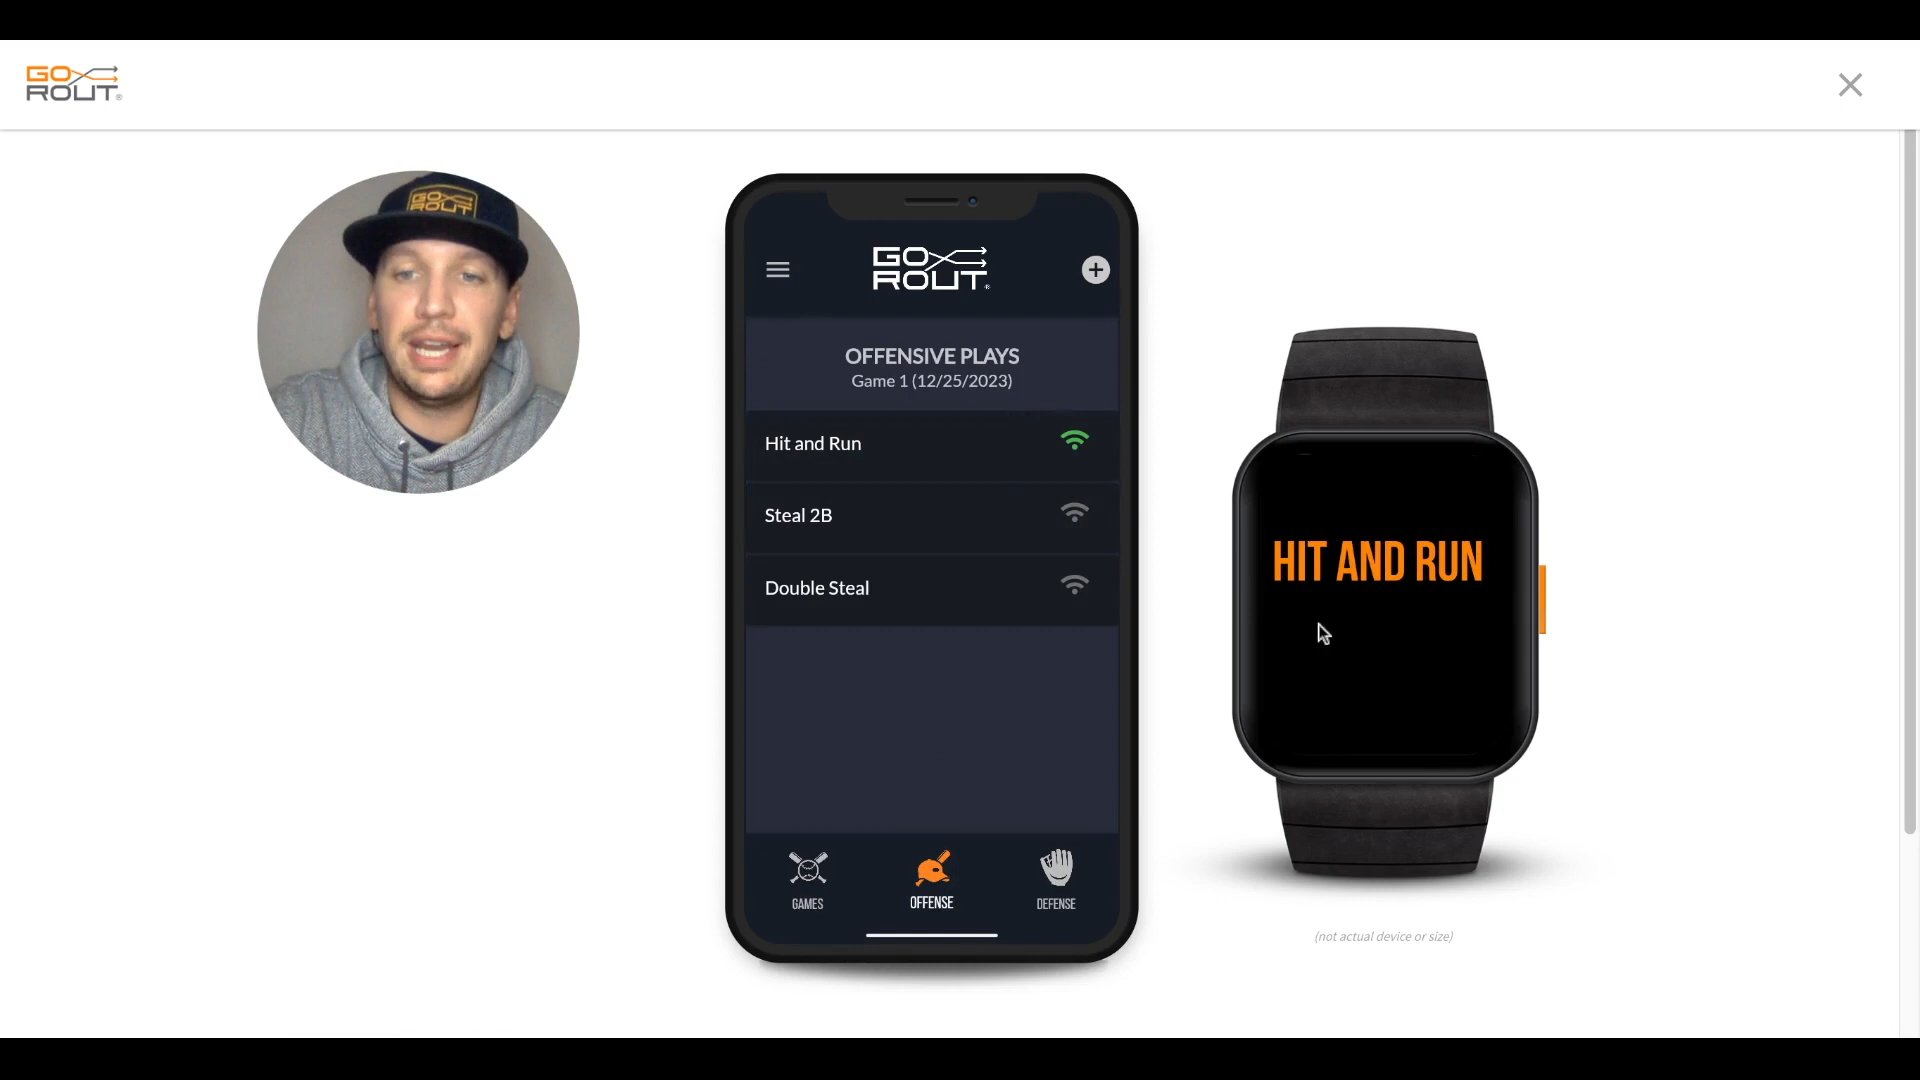 GO
ROUT®
GO
ROUT
GO
ROUT®
OFFENSIVE PLAYS
Game 1 (12/25/2023)
Hit and Run
Steal 2B
Double Steal
GAMES
OFFENSE
DEFENSE
HIT AND RUN
(not actual device or size)